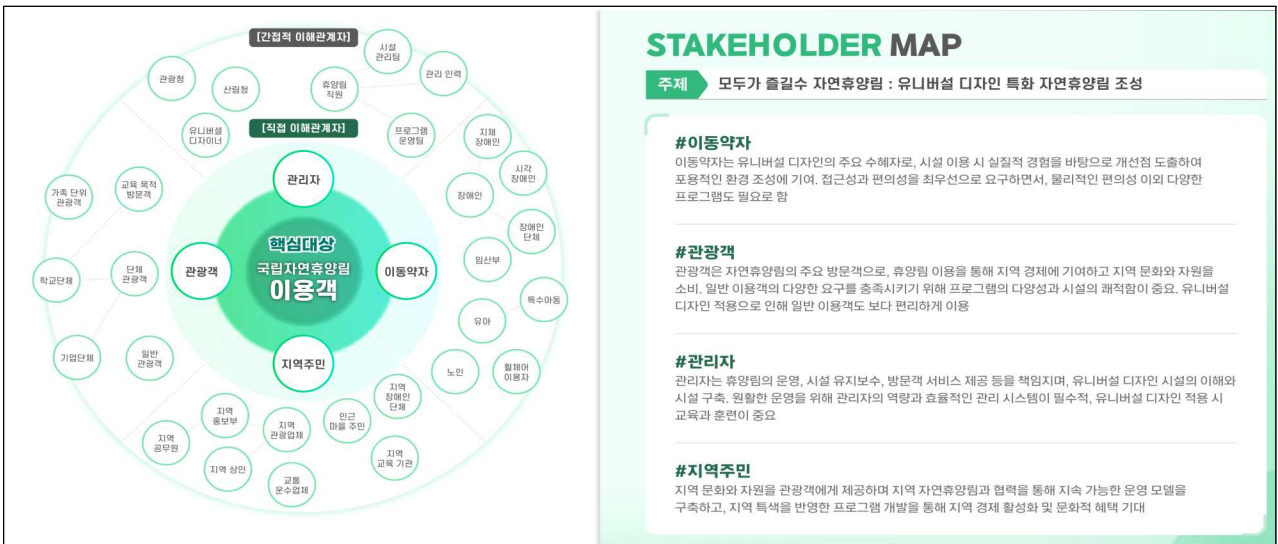 [간접적 이해관계자]
시설
관리팀
관리 인력
관광청
산림청
휴양림
직원
유니버설
디자이너
[직접 이해관계자]
프로그램
운영팀
지체
장애인
관리자
시각
장애인
가족 단위
관광객
교육 목적
방문객
장애인
장애인
단체
핵심대상
국립자연휴양림
이용객
관광객
이동약자
임산부
학교단체
단체
관광객
특수아동
유아
기업단체
일반
관광객
지역주민
노인
휠체어
이용자
지역
장애인
단체
지역
홍보부
지역
관광업체
인근
마을 주민
지역
공무원
지역 상인
교통
운수업체
지역
교육 기관
STAKEHOLDER MAP
주제 모두가 즐길수 자연휴양림 : 유니버설 디자인 특화 자연휴양림 조성
#이동약자
이동약자는 유니버설 디자인의 주요 수혜자로, 시설 이용 시 실질적 경험을 바탕으로 개선점 도출하여
포용적인 환경 조성에 기여. 접근성과 편의성을 최우선으로 요구하면서, 물리적인 편의성 이외 다양한
프로그램도 필요로 함
#관광객
관광객은 자연휴양림의 주요 방문객으로, 휴양림 이용을 통해 지역 경제에 기여하고 지역 문화와 자원을
소비. 일반 이용객의 다양한 요구를 충족시키기 위해 프로그램의 다양성과 시설의 쾌적함이 중요. 유니버설
디자인 적용으로 인해 일반 이용객도 보다 편리하게 이용
#관리자
관리자는 휴양림의 운영, 시설 유지보수, 방문객 서비스 제공 등을 책임지며, 유니버설 디자인 시설의 이해와
시설 구축. 원활한 운영을 위해 관리자의 역량과 효율적인 관리 시스템이 필수적, 유니버설 디자인 적용 시
교육과 훈련이 중요
#지역주민
지역 문화와 자원을 관광객에게 제공하며 지역 자연휴양림과 협력을 통해 지속 가능한 운영 모델을
구축하고, 지역 특색을 반영한 프로그램 개발을 통해 지역 경제 활성화 및 문화적 혜택 기대